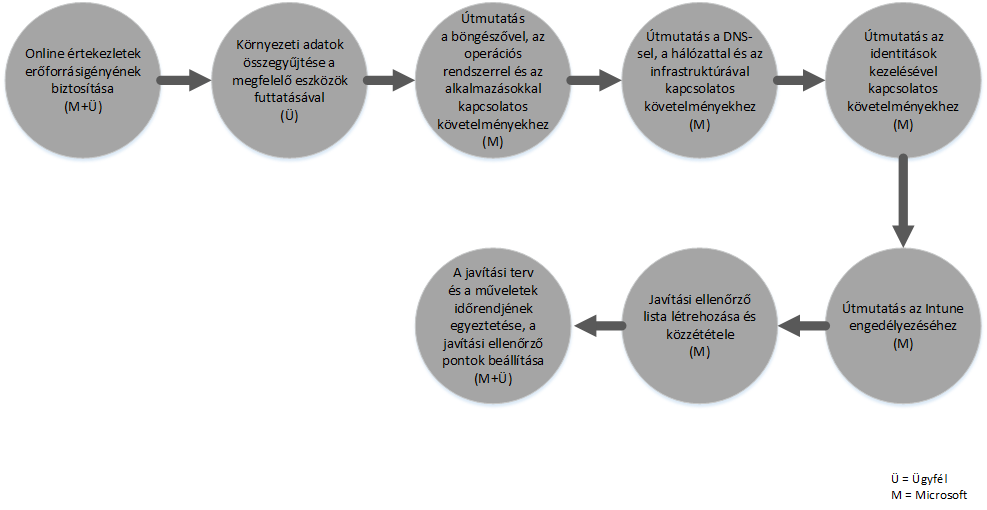 Online értekezletek
erőforrásigényének
biztosítása
(M+Ü)
Környezeti adatok
összegyűjtése a
megfelelő eszközök
futtatásával
(Ü)
Útmutatás
a böngészővel, az
operációs
rendszerrel és az
alkalmazásokkal
kapcsolatos
követelményekhez
(M)
Útmutatás a DNS-
sel, a hálózattal és az
infrastruktúrával
kapcsolatos
követelményekhez
(M)
Útmutatás az
identitások
kezelésével
kapcsolatos
követelményekhez
(M)
Útmutatás az Intune
engedélyezéséhez
(M)
Javítási ellenőrző
lista létrehozása és
közzététele
(M)
A javítási terv
és a műveletek
időrendjének
egyeztetése, a
javítási ellenőrző
pontok beállítása
(M+Ü)
Ü = Ügyfél
M = Microsoft